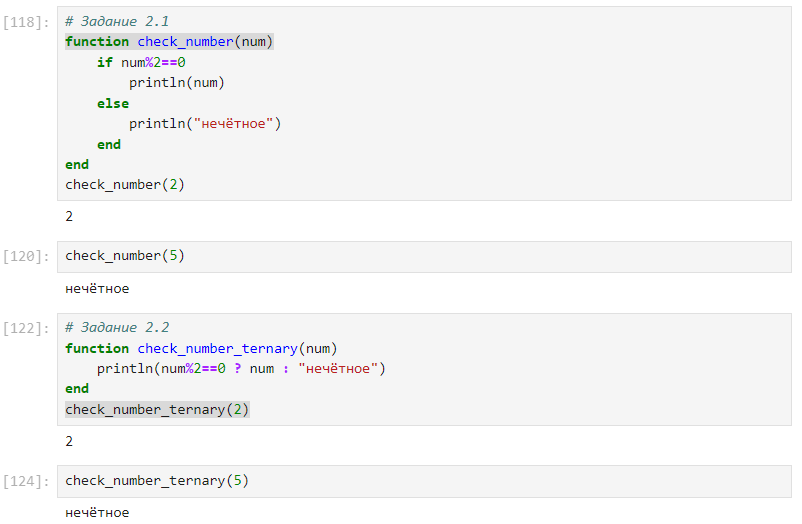 [118]: # Задание 2.1
function check_number(num)
    if num%2==0
        println(num)
    else
        println("нечётное")
    end
end
check_number(2)
2
[120]: check_number(5)
нечётное
[122]: # Задание 2.2
function check_number_ternary(num)
    println(num%2==0 ? num : "нечётное")
end
check_number_ternary(2)
2
[124]: check_number_ternary(5)
нечётное